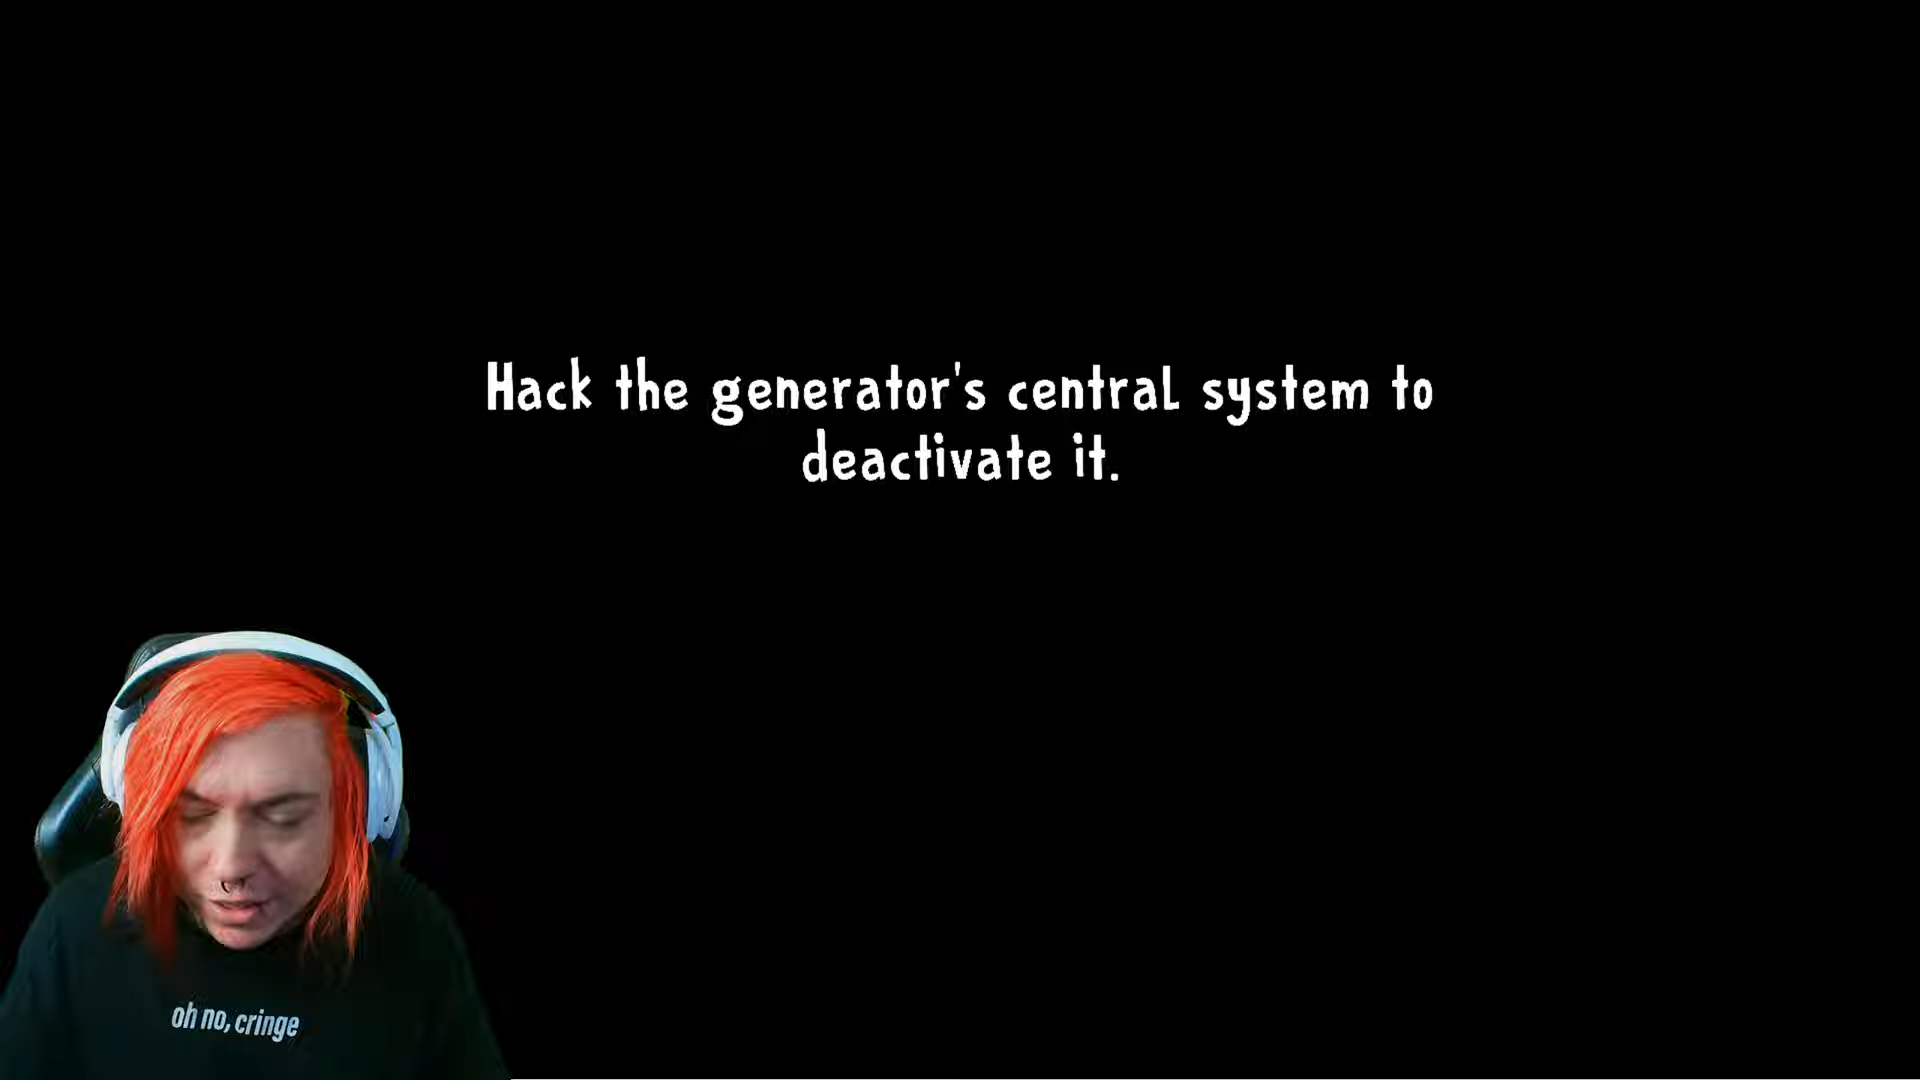 Hack the generator's central system to
deactivate it.
oh no, cringe